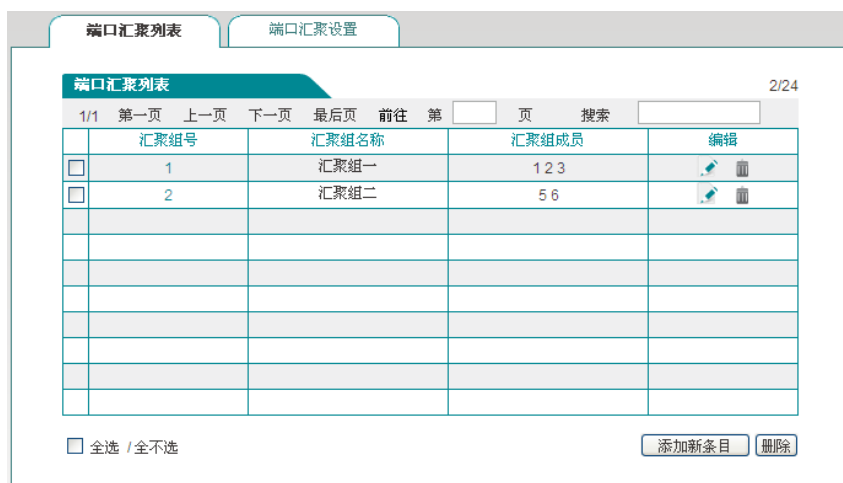 端口汇聚列表 端口汇聚设置
端口汇聚列表 2/24
1/1 第一页 上一页 下一页 最后页 前往 第 页 搜索
汇聚组号 汇聚组名称 汇聚组成员 编辑
1 汇聚组一 1 2 3
2 汇聚组二 5 6
全选 / 全不选 添加新条目 删除